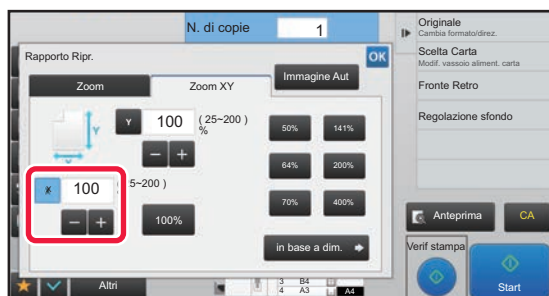 N. di copie 1
Originale
Cambia formato/direz.
Scelta Carta
Modif. vassoio aliment. carta
Fronte Retro
Regolazione sfondo
Rapporto Ripr.
OK
Zoom
Zoom XY
Immagine Aut
Y
Y 100 (25~200)
%
− +
X 100 5~200 )
− + 100%
50% 141%
64% 200%
70% 400%
in base a dim.
Anteprima
CA
Verif stampa
Start
Altri
3 B4
4 A3
A4